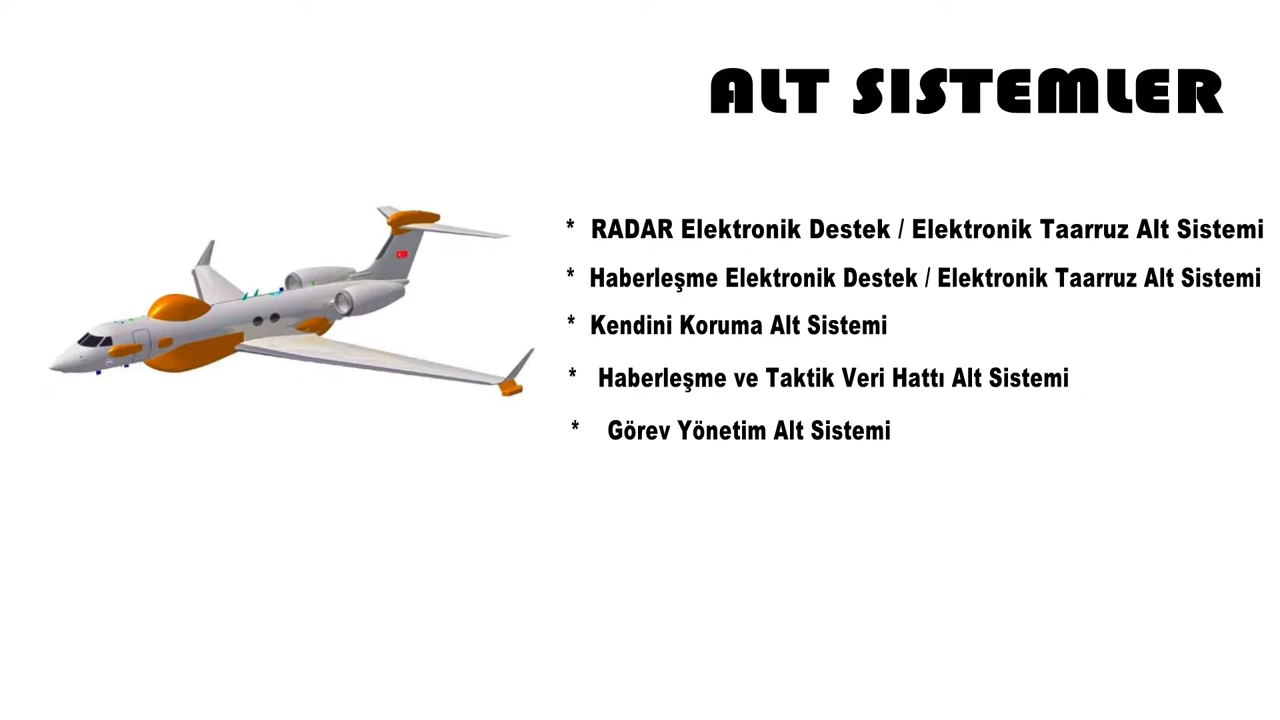 ALT SISTEMLER
* RADAR Elektronik Destek / Elektronik Taarruz Alt Sistemi
* Haberleşme Elektronik Destek / Elektronik Taarruz Alt Sistemi
* Kendini Koruma Alt Sistemi
* Haberleşme ve Taktik Veri Hattı Alt Sistemi
* Görev Yönetim Alt Sistemi